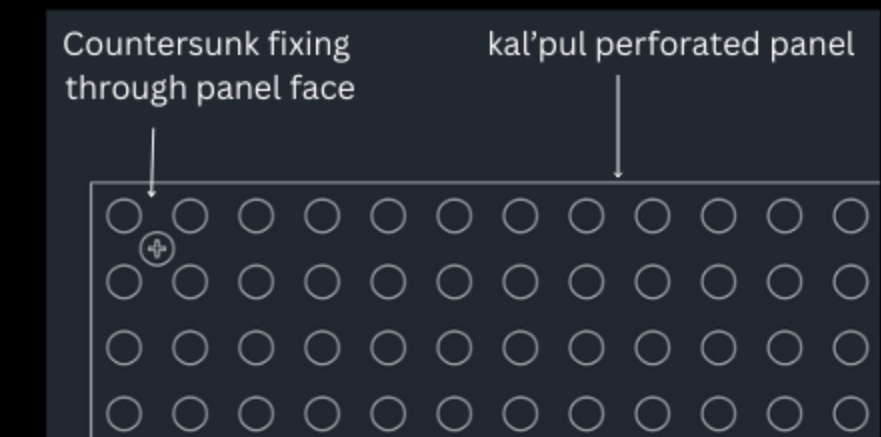 Countersunk fixing
through panel face
kal’pul perforated panel